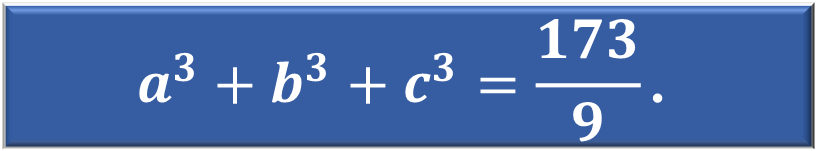 a³ + b³ + c³ = 173/9.